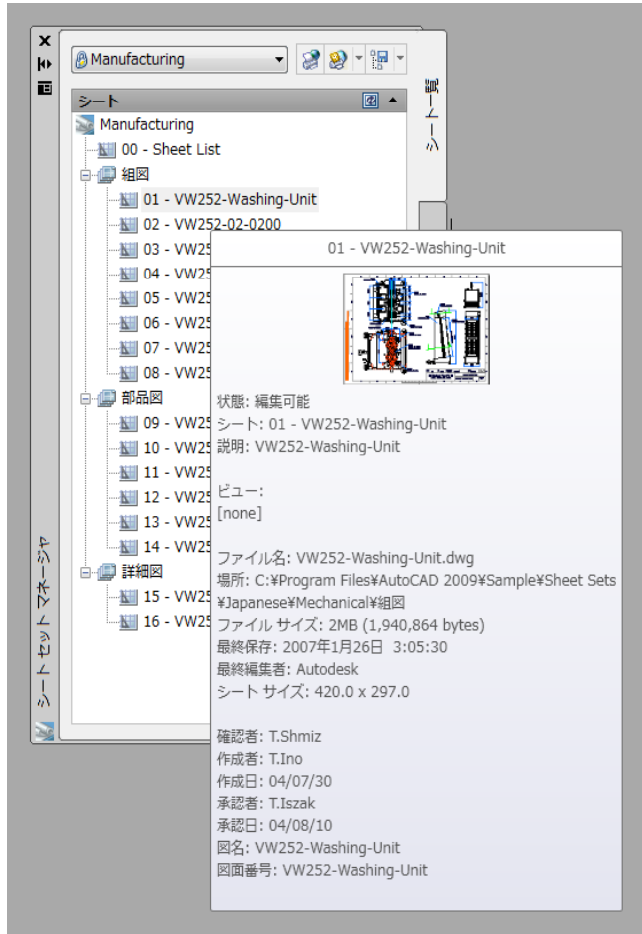 Manufacturing
シート
Manufacturing
00 - Sheet List
組図
01 - VW252-Washing-Unit
02 - VW252-02-0200
03 - VW25
04 - VW25
05 - VW25
06 - VW25
07 - VW25
08 - VW25
部品図
09 - VW25
10 - VW25
11 - VW25
12 - VW25
13 - VW25
14 - VW25
詳細図
15 - VW25
16 - VW25
シート一覧
シート セット マネージャ
01 - VW252-Washing-Unit
状態: 編集可能
シート: 01 - VW252-Washing-Unit
説明: VW252-Washing-Unit
ビュー:
[none]
ファイル名: VW252-Washing-Unit.dwg
場所: C:¥Program Files¥AutoCAD 2009¥Sample¥Sheet Sets
¥Japanese¥Mechanical¥組図
ファイル サイズ: 2MB (1,940,864 bytes)
最終保存: 2007年1月26日 3:05:30
最終編集者: Autodesk
シート サイズ: 420.0 x 297.0
確認者: T.Shmiz
作成者: T.Ino
作成日: 04/07/30
承認者: T.Iszak
承認日: 04/08/10
図名: VW252-Washing-Unit
図面番号: VW252-Washing-Unit